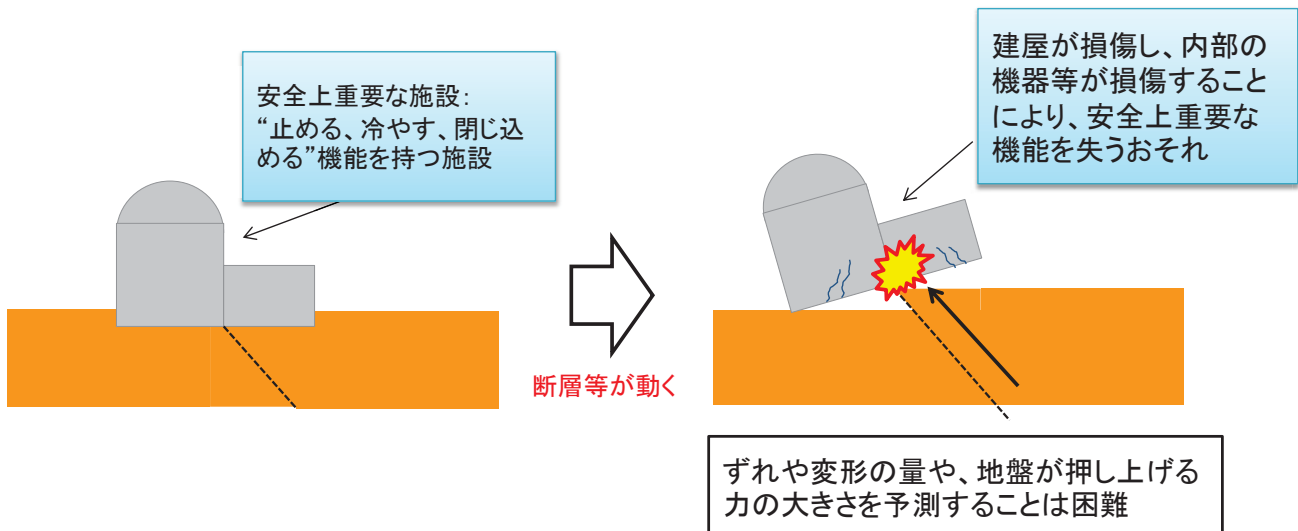 安全上重要な施設:
“止める、冷やす、閉じ込
める”機能を持つ施設
建屋が損傷し、内部の
機器等が損傷すること
により、安全上重要な
機能を失うおそれ
断層等が動く
ずれや変形の量や、地盤が押し上げる
力の大きさを予測することは困難